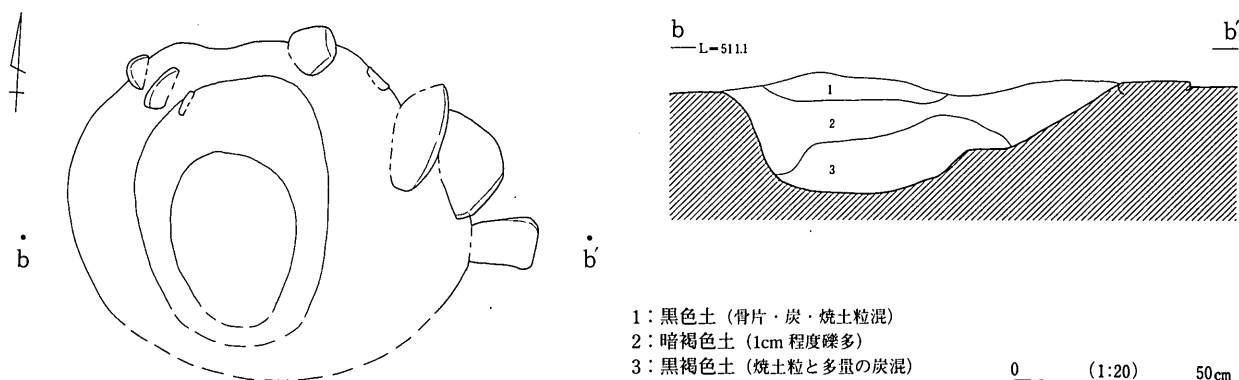 b
b′
b
L=511.1
b′
1
2
3
1：黒色土（骨片・炭・焼土粒混）
2：暗褐色土（1cm 程度礫多）
3：黒褐色土（焼土粒と多量の炭混）
0 (1:20) 50cm